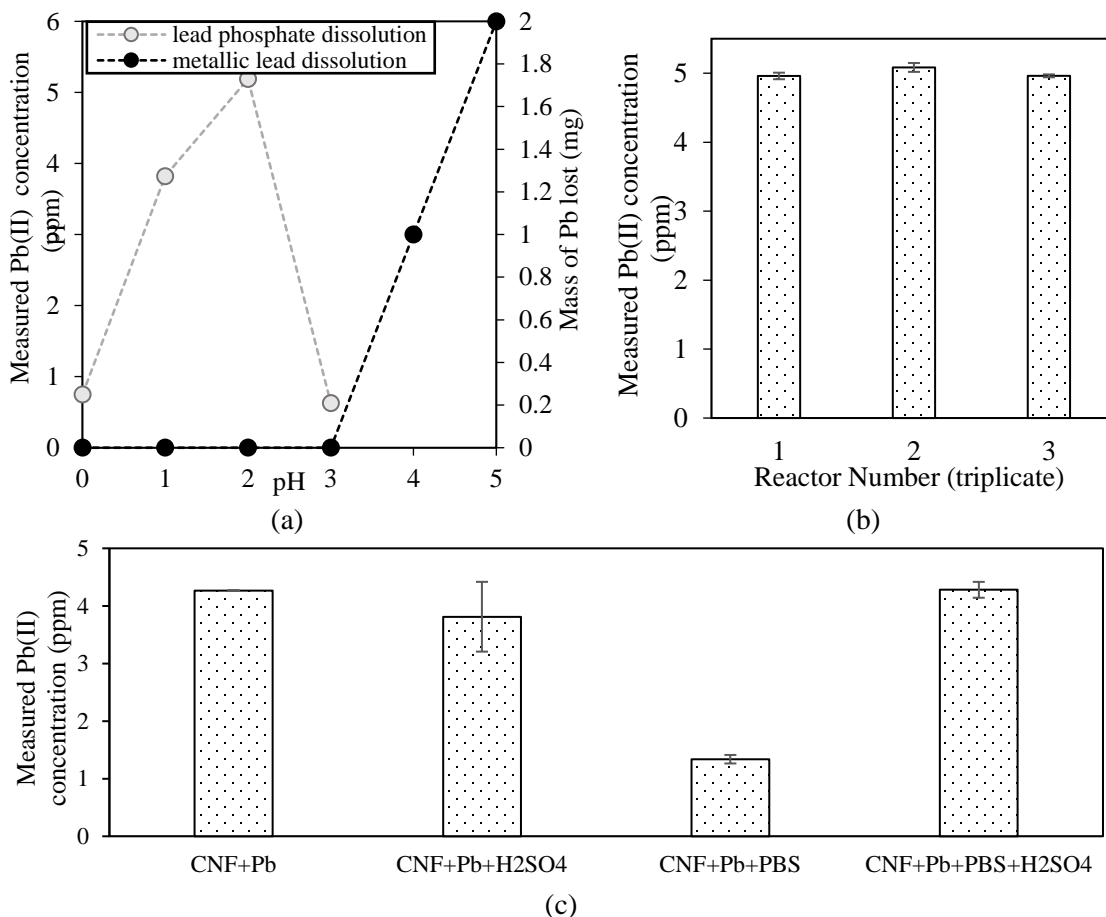 lead phosphate dissolution
metallic lead dissolution
Measured Pb(II) concentration
(ppm)
6
5
4
3
2
1
0
2
1.8
1.6
1.4
1.2
1
0.8
0.6
0.4
0.2
0
Mass of Pb lost (mg)
0 1 2 3 4 5
pH
(a)
Measured Pb(II) concentration
(ppm)
5
4
3
2
1
0
1 2 3
Reactor Number (triplicate)
(b)
Measured Pb(II)
concentration (ppm)
5
4
3
2
1
0
CNF+Pb CNF+Pb+H2SO4 CNF+Pb+PBS CNF+Pb+PBS+H2SO4
(c)